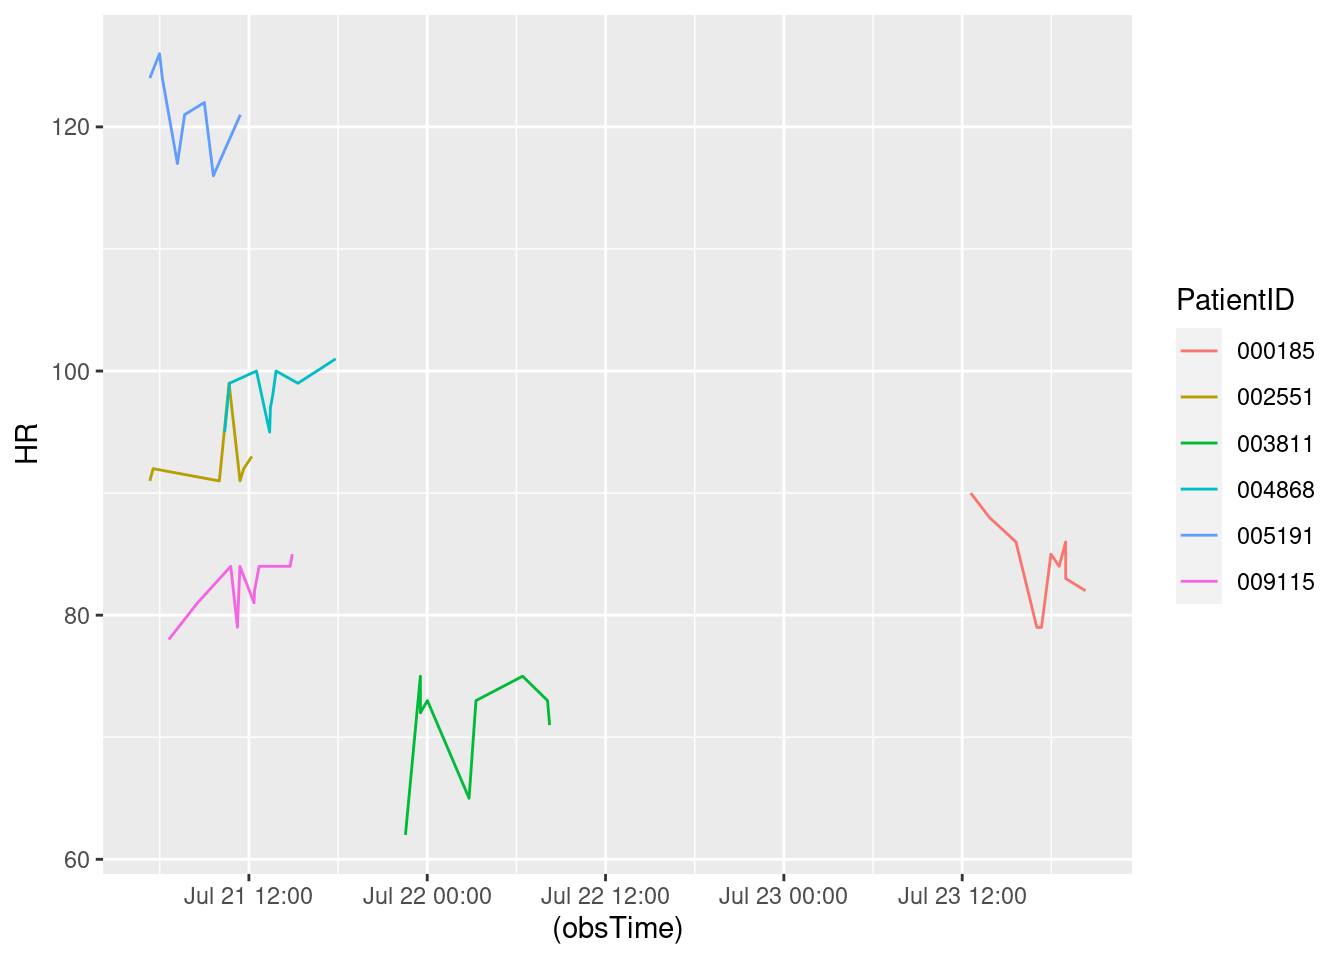 HR
120
100
80
60
Jul 21 12:00
Jul 22 00:00
Jul 22 12:00
Jul 23 00:00
Jul 23 12:00
(obsTime)
PatientID
000185
002551
003811
004868
005191
009115